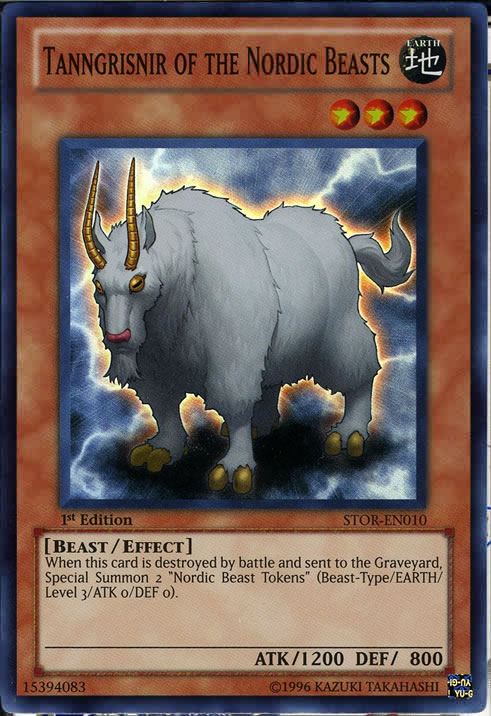 TANNGRISNIR OF THE NORDIC BEASTS
EARTH
地
1st Edition
STOR-EN010
[BEAST/EFFECT]
When this card is destroyed by battle and sent to the Graveyard,
Special Summon 2 "Nordic Beast Tokens" (Beast-Type/EARTH/
Level 3/ATK 0/DEF 0).
ATK/1200 DEF/ 800
15394083
©1996 KAZUKI TAKAHASHI